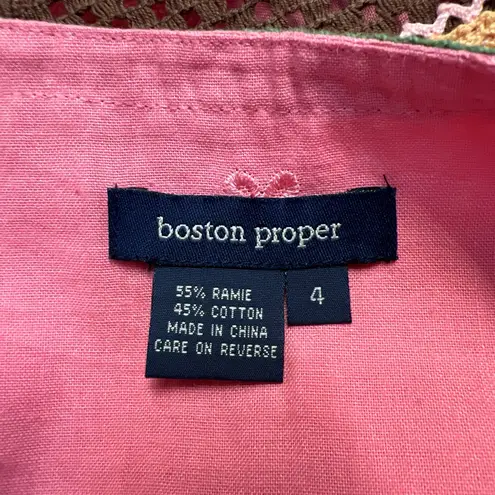 boston proper
55% RAMIE
45% COTTON
MADE IN CHINA
CARE ON REVERSE
4